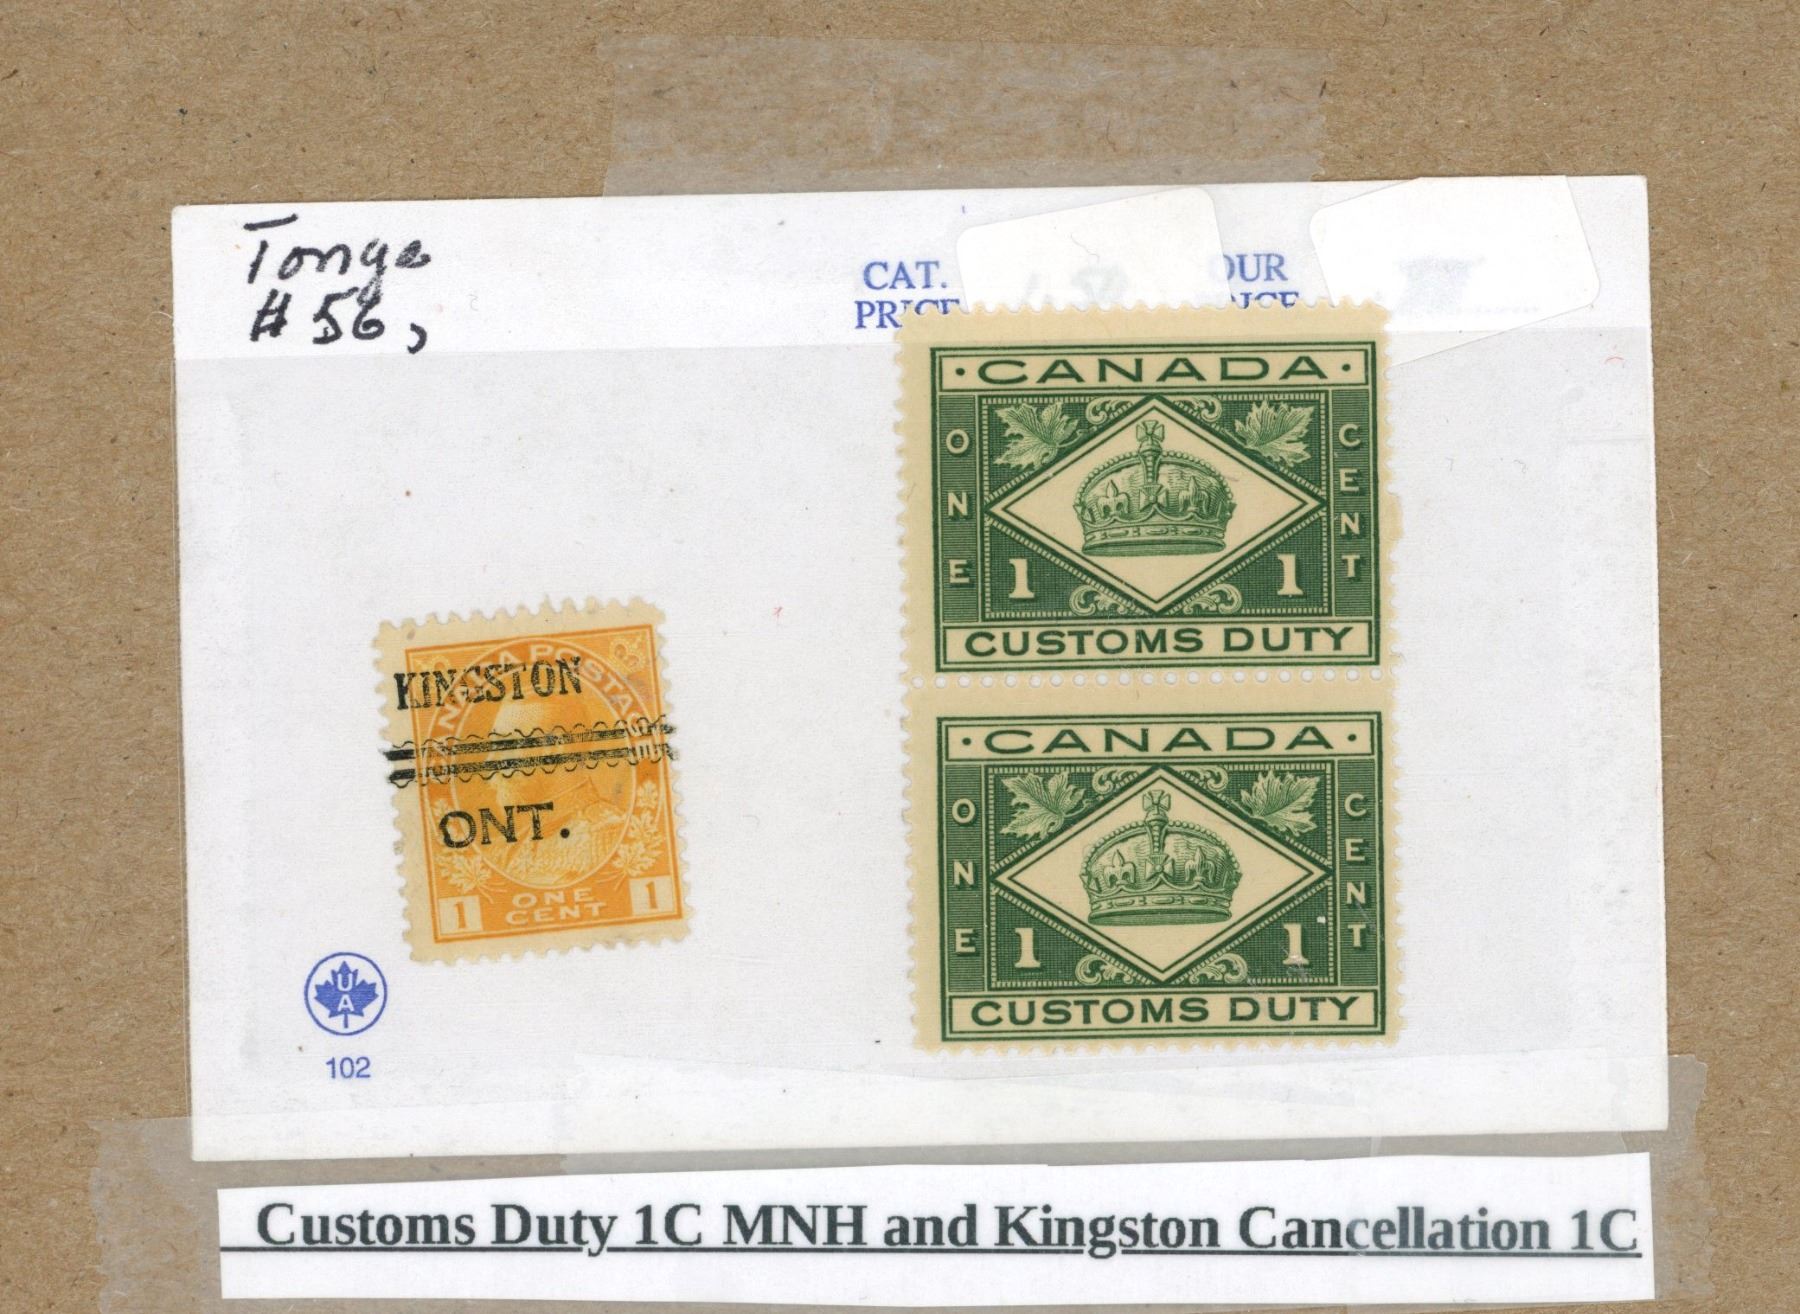 Tonga
#56,
CAT. OUR
PRICE
KINGSTON
ONT.
ONE
CENT
1 1
· CANADA ·
ONE CENT
1 1
CUSTOMS DUTY
· CANADA ·
ONE CENT
1 1
CUSTOMS DUTY
UA
102
Customs Duty 1C MNH and Kingston Cancellation 1C